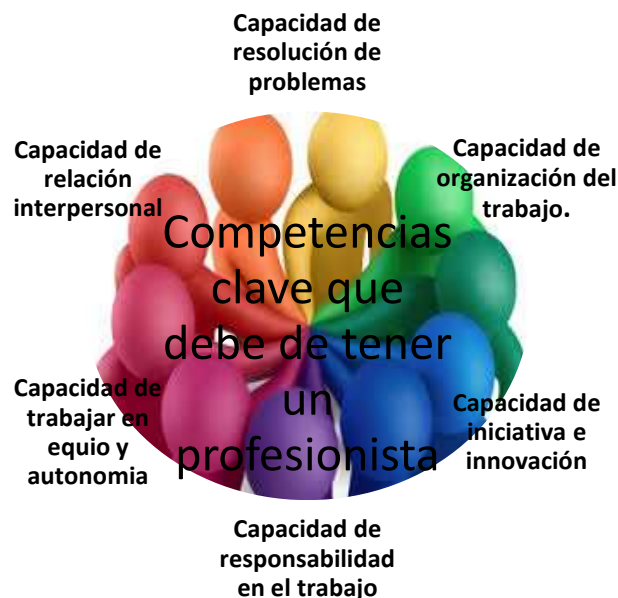 Capacidad de
resolución de
problemas
Capacidad de
organización del
trabajo.
Capacidad de
iniciativa e
innovación
Capacidad de
responsabilidad
en el trabajo
Capacidad de
trabajar en
equio y
autonomia
Capacidad de
relación
interpersonal
Competencias
clave que
debe de tener
un
profesionista